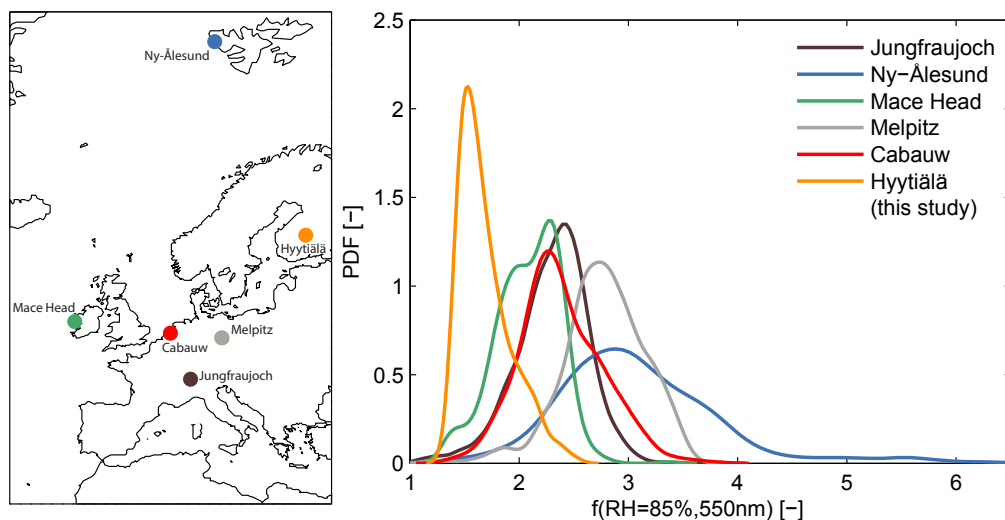 Ny-Ålesund
Hyytiälä
Mace Head
Melpitz
Cabauw
Jungfraujoch
2.5
2
1.5
1
0.5
0
PDF [−]
1
2
3
4
5
6
f(RH=85%,550nm) [−]
Jungfraujoch
Ny−Ålesund
Mace Head
Melpitz
Cabauw
Hyytiälä
(this study)